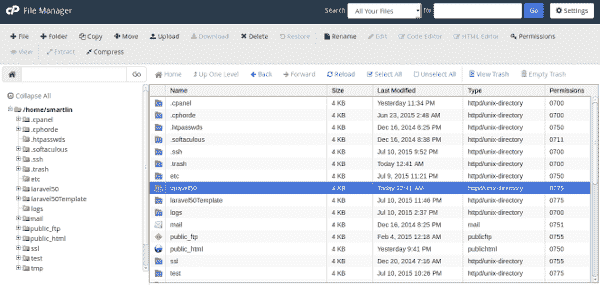 cP File Manager Search All Your Files for Go Settings
File Folder Copy Move Upload Download Delete Restore Rename Edit Code Editor HTML Editor Permissions
View Extract Compress
Go Home Up One Level Back Forward Reload Select All Unselect All View Trash Empty Trash
Collapse All
/home/smartlin
.cpanel
.cphorde
.htpasswds
.softaculous
.ssh
.trash
etc
laravel50
laravel50Template
logs
mail
public_ftp
public_html
ssl
test
tmp
Name Size Last Modified Type Permissions
.cpanel 4 KB Yesterday 11:34 PM httpd/unix-directory 0700
.cphorde 4 KB Jun 23, 2015 2:48 AM httpd/unix-directory 0700
.htpasswds 4 KB Dec 16, 2014 8:25 PM httpd/unix-directory 0750
.softaculous 4 KB Dec 16, 2014 8:38 PM httpd/unix-directory 0711
.ssh 4 KB Jul 10, 2015 9:52 PM httpd/unix-directory 0700
.trash 4 KB Today 12:41 AM httpd/unix-directory 0700
etc 4 KB Jul 9, 2015 11:21 PM httpd/unix-directory 0750
laravel50 4 KB Today 12:41 AM httpd/unix-directory 0775
laravel50Template 4 KB Jul 10, 2015 11:46 PM httpd/unix-directory 0775
logs 4 KB Jul 10, 2015 2:37 PM httpd/unix-directory 0700
mail 4 KB Dec 16, 2014 8:25 PM mail 0751
public_ftp 4 KB Feb 4, 2015 12:18 AM publicftp 0755
public_html 4 KB Yesterday 9:41 PM publichtml 0750
ssl 4 KB Dec 20, 2014 7:16 AM httpd/unix-directory 0755
test 4 KB Jul 10, 2015 10:26 PM httpd/unix-directory 0775